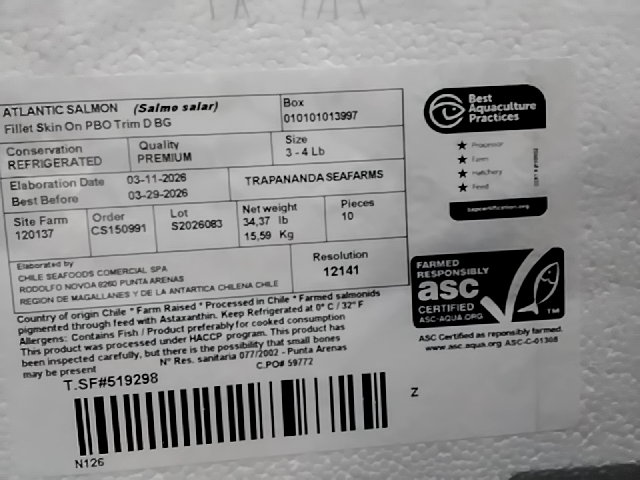 ATLANTIC SALMON (Salmo salar)
Fillet Skin On PBO Trim D BG
Box
010101013997
Conservation
REFRIGERATED
Quality
PREMIUM
Size
3 - 4 Lb
Elaboration Date 03-11-2026
Best Before 03-29-2026
TRAPANANDA SEAFARMS
Site Farm
120137
Order
CS150991
Lot
S2026083
Net weight
34,37 lb
15,59 Kg
Pieces
10
Elaborated by
CHILE SEAFOODS COMERCIAL SPA
RODOLFO NOVOA 8260 PUNTA ARENAS
REGION DE MAGALLANES Y DE LA ANTARTICA CHILENA CHILE
Resolution
12141
Country of origin Chile * Farm Raised * Processed in Chile * Farmed salmonids
pigmented through feed with Astaxanthin. Keep Refrigerated at 0° C / 32° F
Allergens: Contains Fish / Product preferably for cooked consumption
This product was processed under HACCP program. This product has
been inspected carefully, but there is the possibility that small bones
may be present
N° Res. sanitaria 077/2002 - Punta Arenas
C.PO# 59772
T.SF#519298
N126
Z
Best
Aquaculture
Practices
Processor
Farm
Hatchery
Feed
bapcertification.org
FARMED
RESPONSIBLY
asc
CERTIFIED
ASC-AQUA.ORG
TM
ASC Certified as reponsibly farmed.
www.asc.aqua.org ASC-C-01308